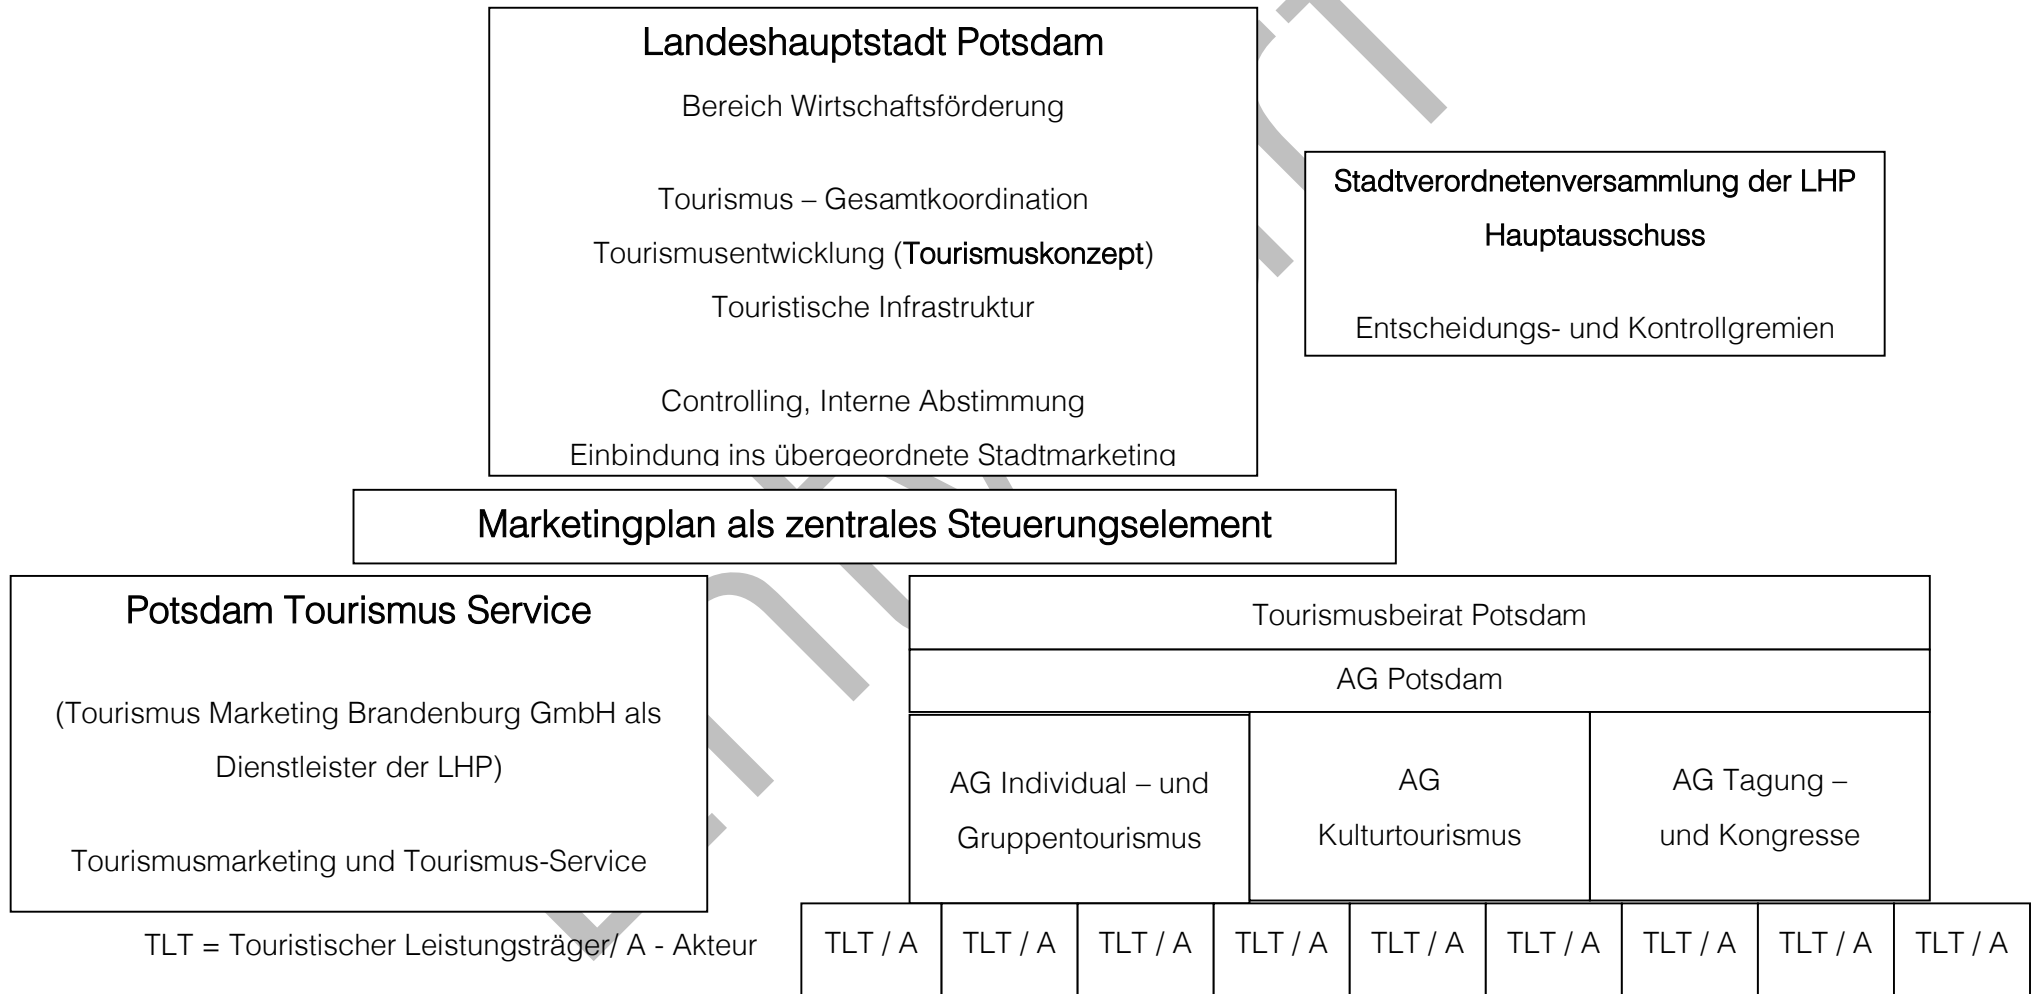 Landeshauptstadt Potsdam
Bereich Wirtschaftsförderung
Tourismus – Gesamtkoordination
Tourismusentwicklung (Tourismuskonzept)
Touristische Infrastruktur
Controlling, Interne Abstimmung
Einbindung ins übergeordnete Stadtmarketing
Stadtverordnetenversammlung der LHP
Hauptausschuss
Entscheidungs- und Kontrollgremien
Marketingplan als zentrales Steuerungselement
Potsdam Tourismus Service
(Tourismus Marketing Brandenburg GmbH als
Dienstleister der LHP)
Tourismusmarketing und Tourismus-Service
Tourismusbeirat Potsdam
AG Potsdam
AG Individual – und
Gruppentourismus
AG
Kulturtourismus
AG Tagung –
und Kongresse
TLT = Touristischer Leistungsträger/ A - Akteur
TLT / A TLT / A TLT / A TLT / A TLT / A TLT / A TLT / A TLT / A TLT / A